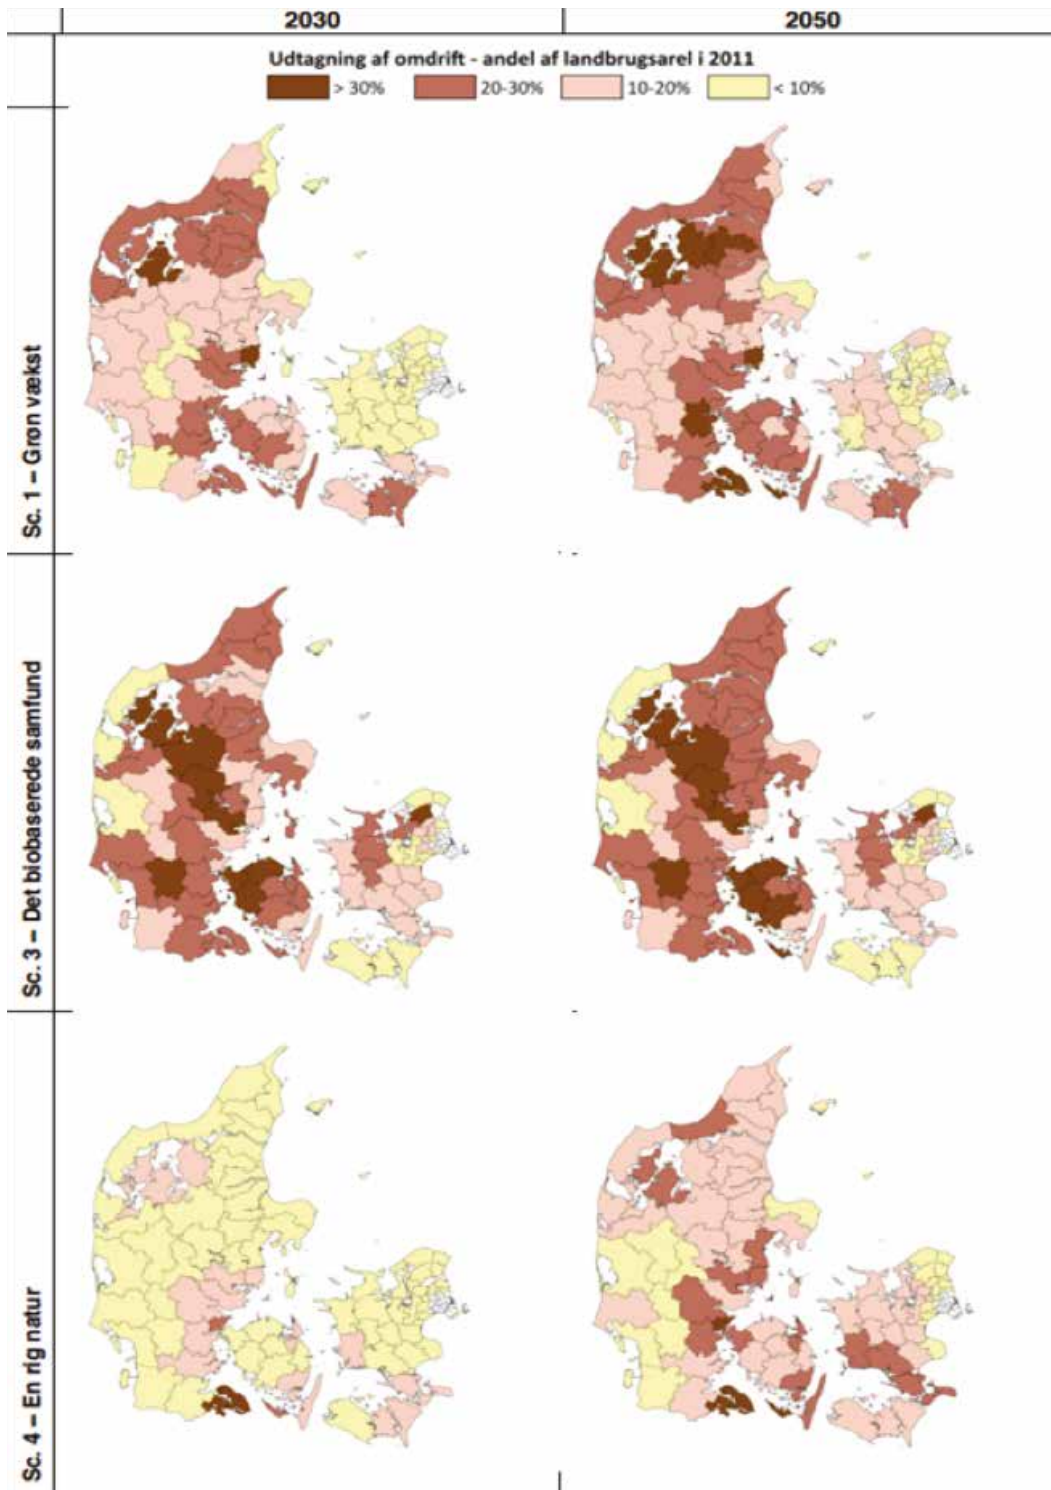 2030
2050
Udtagning af omdrift - andel af landbrugsarel i 2011
> 30%
20-30%
10-20%
< 10%
Sc. 1 – Grøn vækst
Sc. 3 – Det biobaserede samfund
Sc. 4 – En rig natur